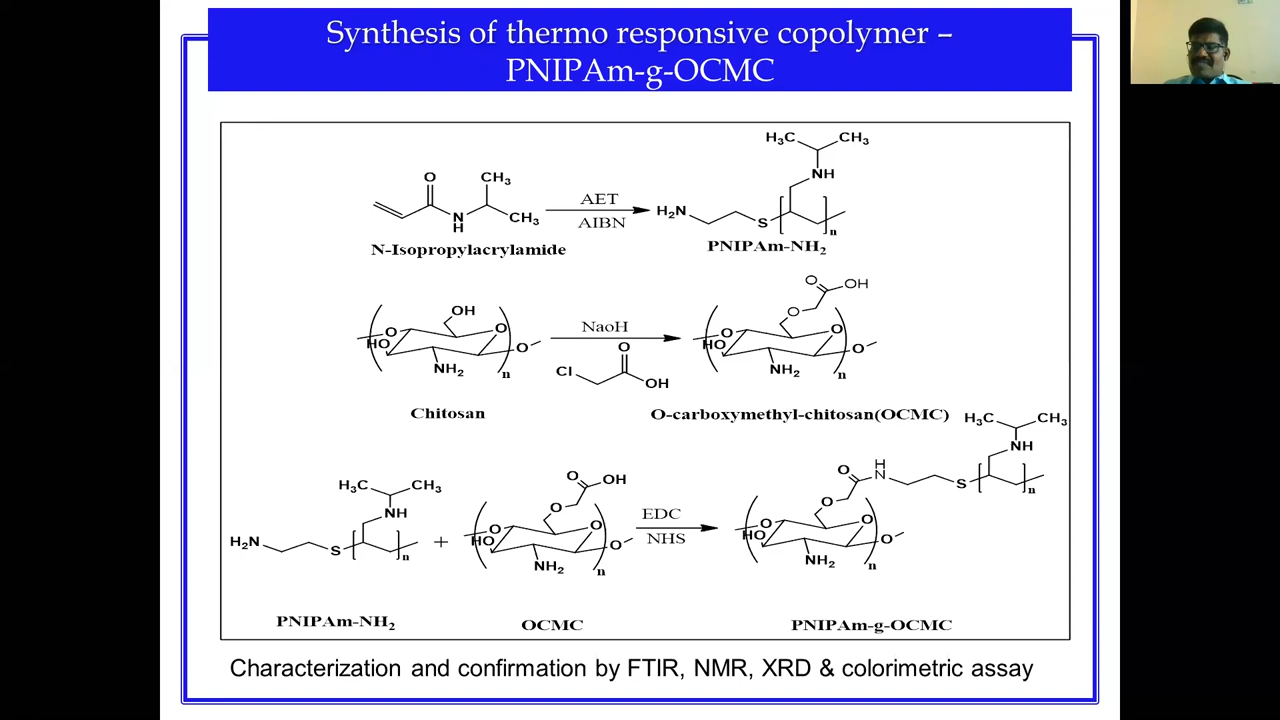 Synthesis of thermo responsive copolymer –
PNIPAm-g-OCMC
H₃C CH₃
NH
O CH₃
N
H
CH₃
AET
AIBN
H₂N
S
n
N-Isopropylacrylamide
PNIPAm-NH₂
OH
O
O
HO
NH₂
n
O
NaoH
O
Cl
OH
O
OH
O
O
O
HO
NH₂
n
O
Chitosan
O-carboxymethyl-chitosan(OCMC)
H₃C CH₃
NH
H₃C CH₃
NH
H₂N
S
n
+
O
OH
O
O
O
HO
NH₂
n
O
EDC
NHS
O
H
N
S
n
O
O
O
HO
NH₂
n
O
PNIPAm-NH₂
OCMC
PNIPAm-g-OCMC
Characterization and confirmation by FTIR, NMR, XRD & colorimetric assay